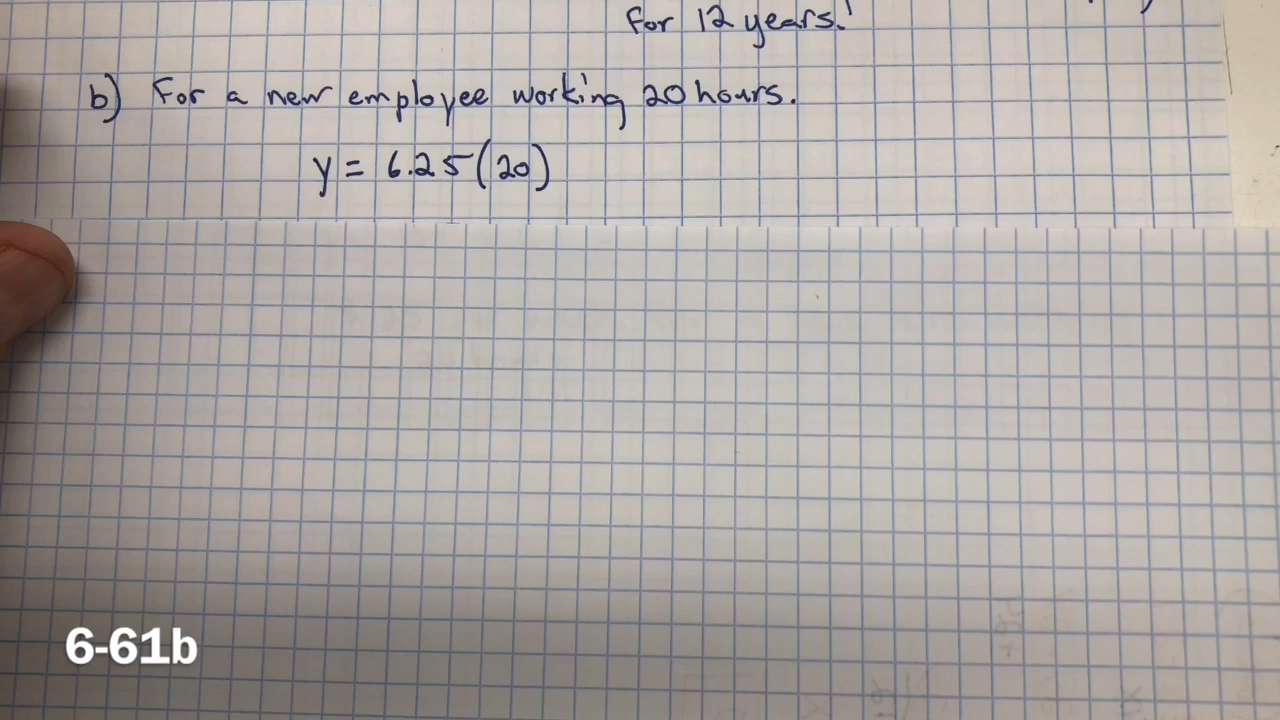 for 12 years.
b) For a new employee working 20 hours.
y = 6.25(20)
6-61b